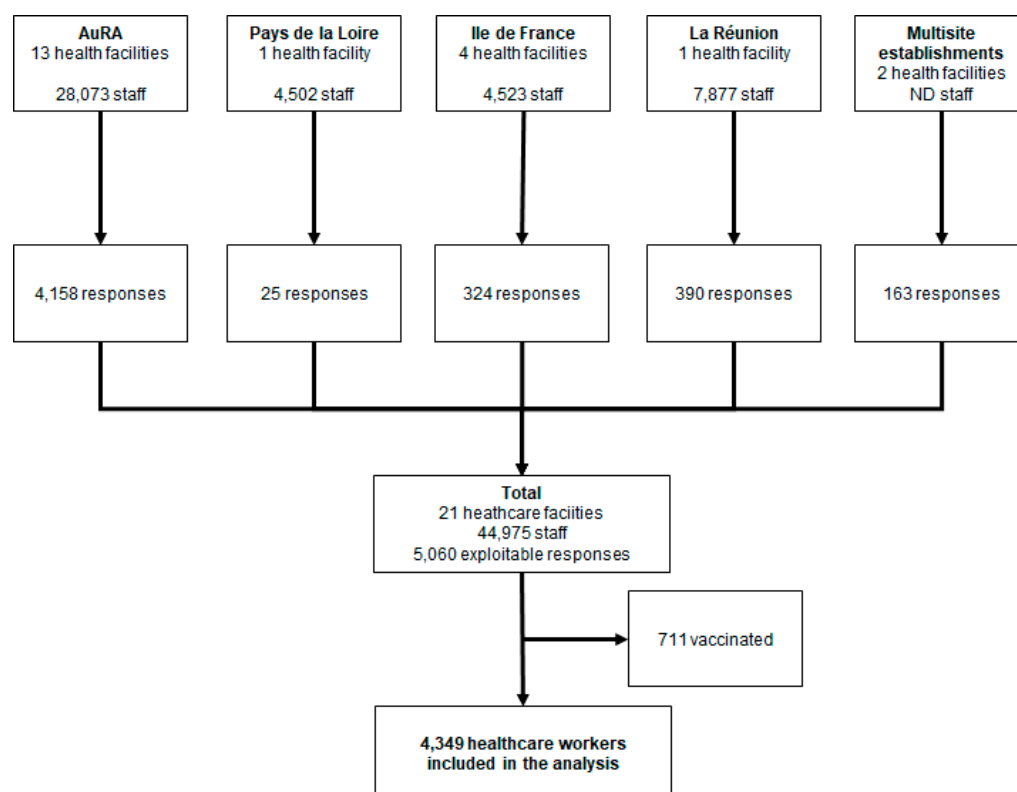 AuRA
13 health facilities
28,073 staff
Pays de la Loire
1 health facility
4,502 staff
Ile de France
4 health facilities
4,523 staff
La Réunion
1 health facility
7,877 staff
Multisite
establishments
2 health facilities
ND staff
4,158 responses
25 responses
324 responses
390 responses
163 responses
Total
21 heathcare faciities
44,975 staff
5,060 exploitable responses
711 vaccinated
4,349 healthcare workers
included in the analysis